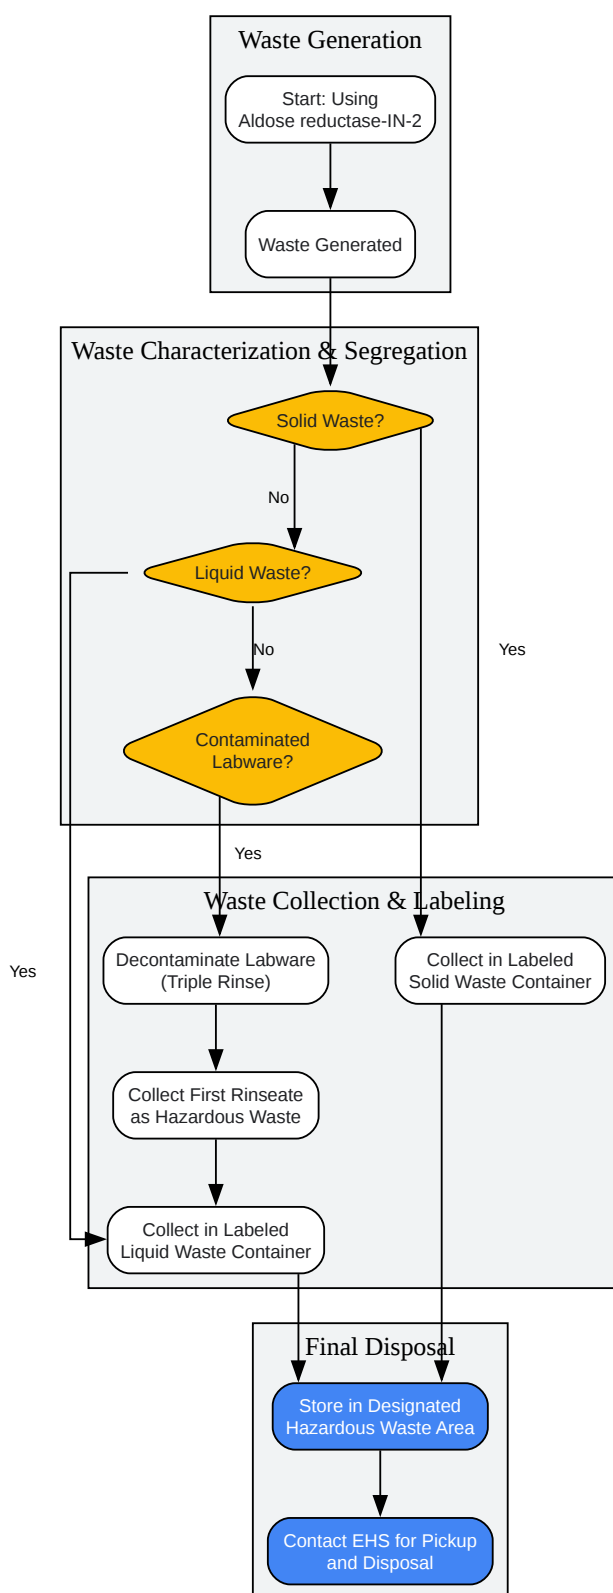 Waste Generation
Start: Using
Aldose reductase-IN-2
Waste Generated
Waste Characterization & Segregation
Solid Waste?
No
Liquid Waste?
No
Yes
Contaminated
Labware?
Yes
Waste Collection & Labeling
Decontaminate Labware
(Triple Rinse)
Collect in Labeled
Solid Waste Container
Yes
Collect First Rinseate
as Hazardous Waste
Collect in Labeled
Liquid Waste Container
Final Disposal
Store in Designated
Hazardous Waste Area
Contact EHS for Pickup
and Disposal